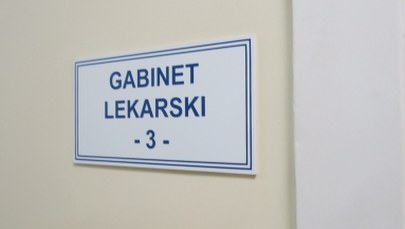 GABINET
LEKARSKI
- 3 -